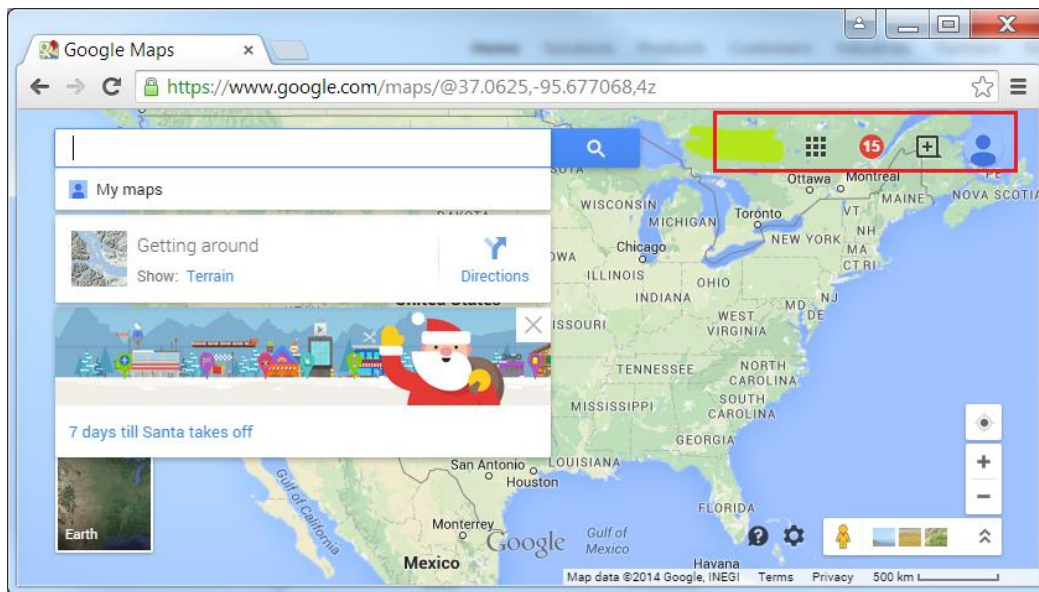 Google Maps
https://www.google.com/maps/@37.0625,-95.677068,4z
15
My maps
Getting around
Show: Terrain
Directions
7 days till Santa takes off
Earth
Ottawa
Montreal
PE
NOVA SCOTIA
MAINE
WISCONSIN
MICHIGAN
Toronto
VT
NH
NEW YORK
MA
CT RI
Chicago
ILLINOIS
INDIANA
OHIO
MD
NJ
DE
WEST
VIRGINIA
TENNESSEE
NORTH
CAROLINA
SOUTH
CAROLINA
MISSISSIPPI
GEORGIA
San Antonio
LOUISIANA
Houston
FLORIDA
Gulf of
California
Monterrey
Google
Gulf of
Mexico
Mexico
Havana
Map data ©2014 Google, INEGI Terms Privacy 500 km